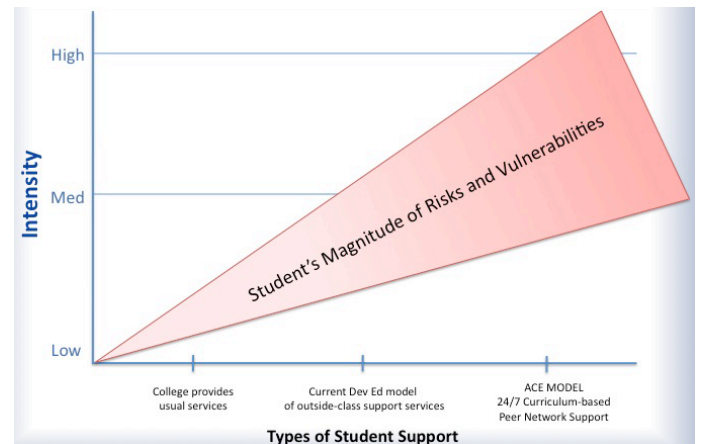 High
Med
Low
Intensity
Student's Magnitude of Risks and Vulnerabilities
College provides
usual services
Current Dev Ed model
of outside-class support services
ACE MODEL
24/7 Curriculum-based
Peer Network Support
Types of Student Support